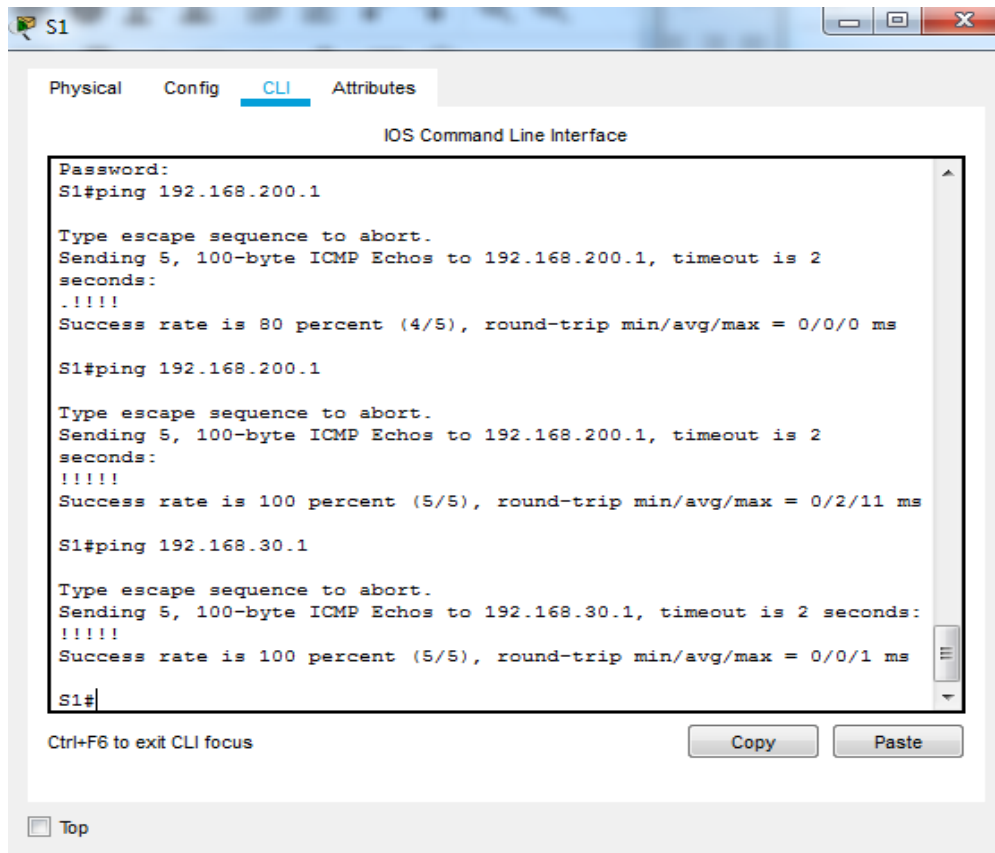 S1
Physical Config CLI Attributes
IOS Command Line Interface
Password:
S1#ping 192.168.200.1
Type escape sequence to abort.
Sending 5, 100-byte ICMP Echos to 192.168.200.1, timeout is 2
seconds:
.!!!!
Success rate is 80 percent (4/5), round-trip min/avg/max = 0/0/0 ms
S1#ping 192.168.200.1
Type escape sequence to abort.
Sending 5, 100-byte ICMP Echos to 192.168.200.1, timeout is 2
seconds:
!!!!!
Success rate is 100 percent (5/5), round-trip min/avg/max = 0/2/11 ms
S1#ping 192.168.30.1
Type escape sequence to abort.
Sending 5, 100-byte ICMP Echos to 192.168.30.1, timeout is 2 seconds:
!!!!!
Success rate is 100 percent (5/5), round-trip min/avg/max = 0/0/1 ms
S1#
Ctrl+F6 to exit CLI focus
Copy Paste
Top